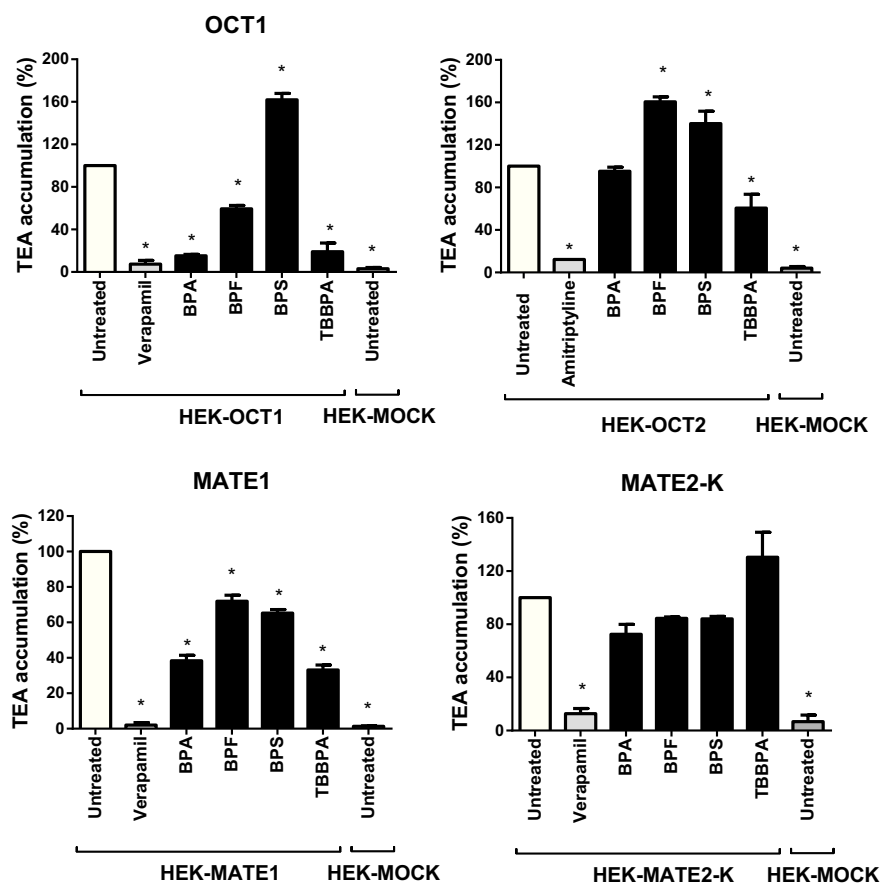 OCT1
TEA accumulation (%)
200
160
120
80
40
0
*
*
*
*
*
*
Untreated
Verapamil
BPA
BPF
BPS
TBBPA
Untreated
HEK-OCT1
HEK-MOCK
TEA accumulation (%)
200
160
120
80
40
0
*
*
*
*
*
Untreated
Amitriptyline
BPA
BPF
BPS
TBBPA
Untreated
HEK-OCT2
HEK-MOCK
MATE1
TEA accumulation (%)
120
100
80
60
40
20
0
*
*
*
*
*
*
Untreated
Verapamil
BPA
BPF
BPS
TBBPA
Untreated
HEK-MATE1
HEK-MOCK
MATE2-K
TEA accumulation (%)
160
120
80
40
0
*
*
Untreated
Verapamil
BPA
BPF
BPS
TBBPA
Untreated
HEK-MATE2-K
HEK-MOCK